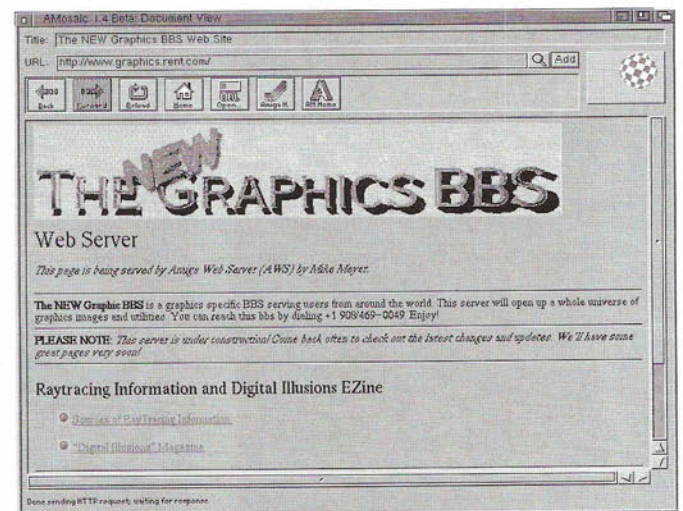 AMosaic 1.4 Beta: Document View
Title: The NEW Graphics BBS Web Site
URL: http://www.graphics.rent.com/ Add
Back Forward Reload Home Open... Amiga H. AM Home
THE NEW GRAPHICS BBS
Web Server
This page is being served by Amiga Web Server (AWS) by Mike Meyer.
The NEW Graphic BBS is a graphics specific BBS serving users from around the world. This server will open up a whole universe of
graphics images and utilities. You can reach this bbs by dialing +1 908/469-0049. Enjoy!
PLEASE NOTE: This server is under construction! Come back often to check out the latest changes and updates. We'll have some
great pages very soon!
Raytracing Information and Digital Illusions EZine
Sources of RayTracing Information.
"Digital Illusions" Magazine.
Done sending HTTP request; waiting for response.